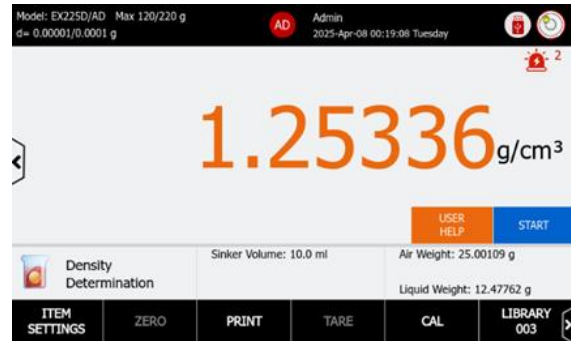 Model: EX225D/AD Max 120/220 g
d= 0.00001/0.0001 g
AD
Admin
2025-Apr-08 00:19:08 Tuesday
2
1.25336 g/cm³
USER
HELP
START
Density
Determination
Sinker Volume: 10.0 ml
Air Weight: 25.00109 g
Liquid Weight: 12.47762 g
ITEM
SETTINGS
ZERO
PRINT
TARE
CAL
LIBRARY
003